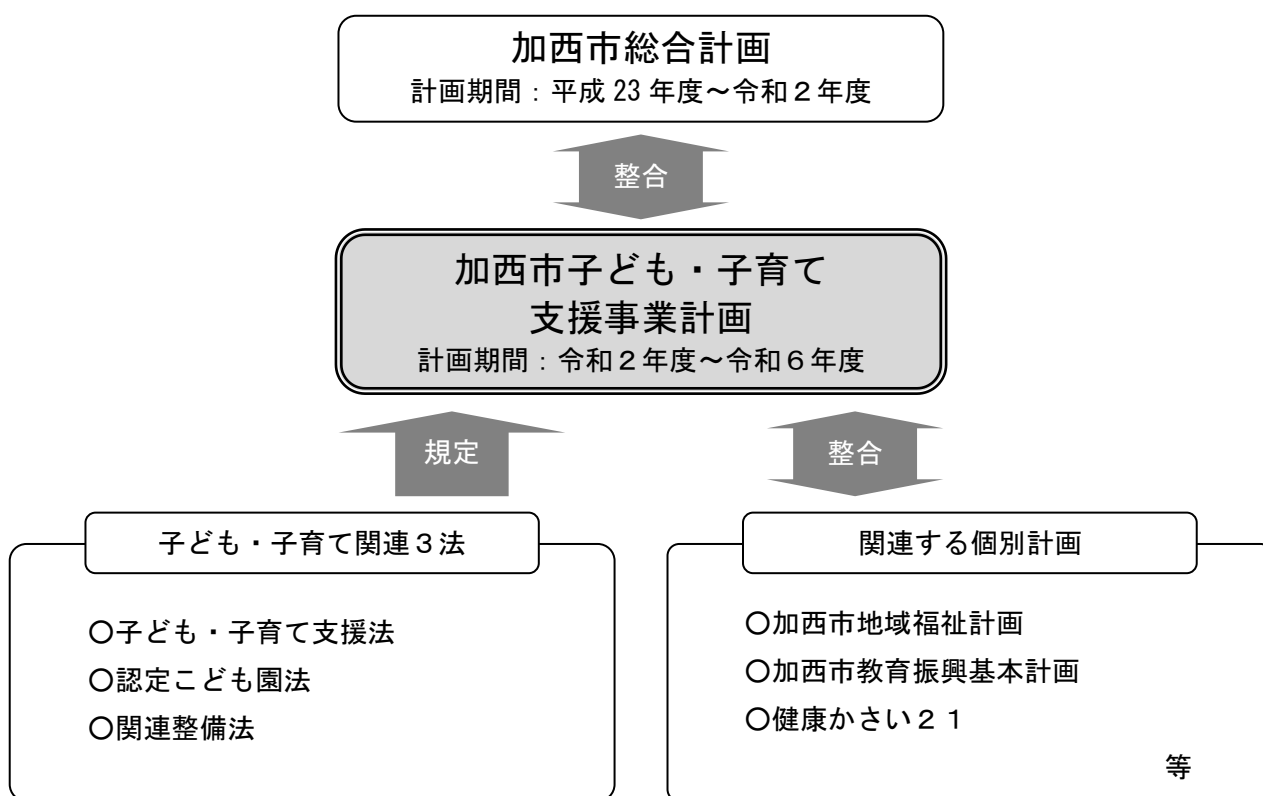 加西市総合計画
計画期間：平成 23 年度～令和２年度
整合
加西市子ども・子育て
支援事業計画
計画期間：令和２年度～令和６年度
規定
整合
子ども・子育て関連３法
〇子ども・子育て支援法
〇認定こども園法
〇関連整備法
関連する個別計画
〇加西市地域福祉計画
〇加西市教育振興基本計画
〇健康かさい２１
等